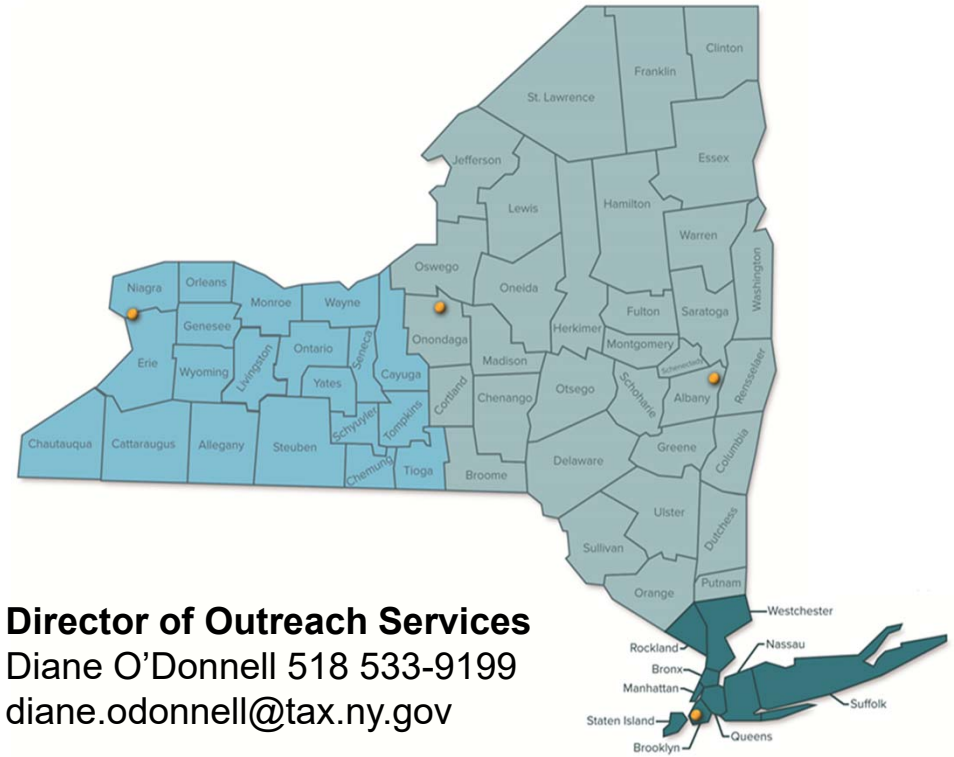 Clinton
Franklin
St. Lawrence
Essex
Jefferson
Hamilton
Lewis
Warren
Washington
Oswego
Oneida
Niagra
Orleans
Monroe
Wayne
Fulton
Saratoga
Genesee
Herkimer
Onondaga
Montgomery
Ontario
Seneca
Madison
Schenectady
Rensselaer
Erie
Wyoming
Livingston
Yates
Cayuga
Cortland
Chenango
Otsego
Schoharie
Albany
Schyuyler
Tompkins
Chautauqua
Cattaraugus
Allegany
Steuben
Chemung
Tioga
Broome
Delaware
Greene
Columbia
Ulster
Dutchess
Sullivan
Orange
Putnam
Westchester
Rockland
Nassau
Bronx
Manhattan
Suffolk
Staten Island
Queens
Brooklyn
Director of Outreach Services
Diane O’Donnell 518 533-9199
diane.odonnell@tax.ny.gov